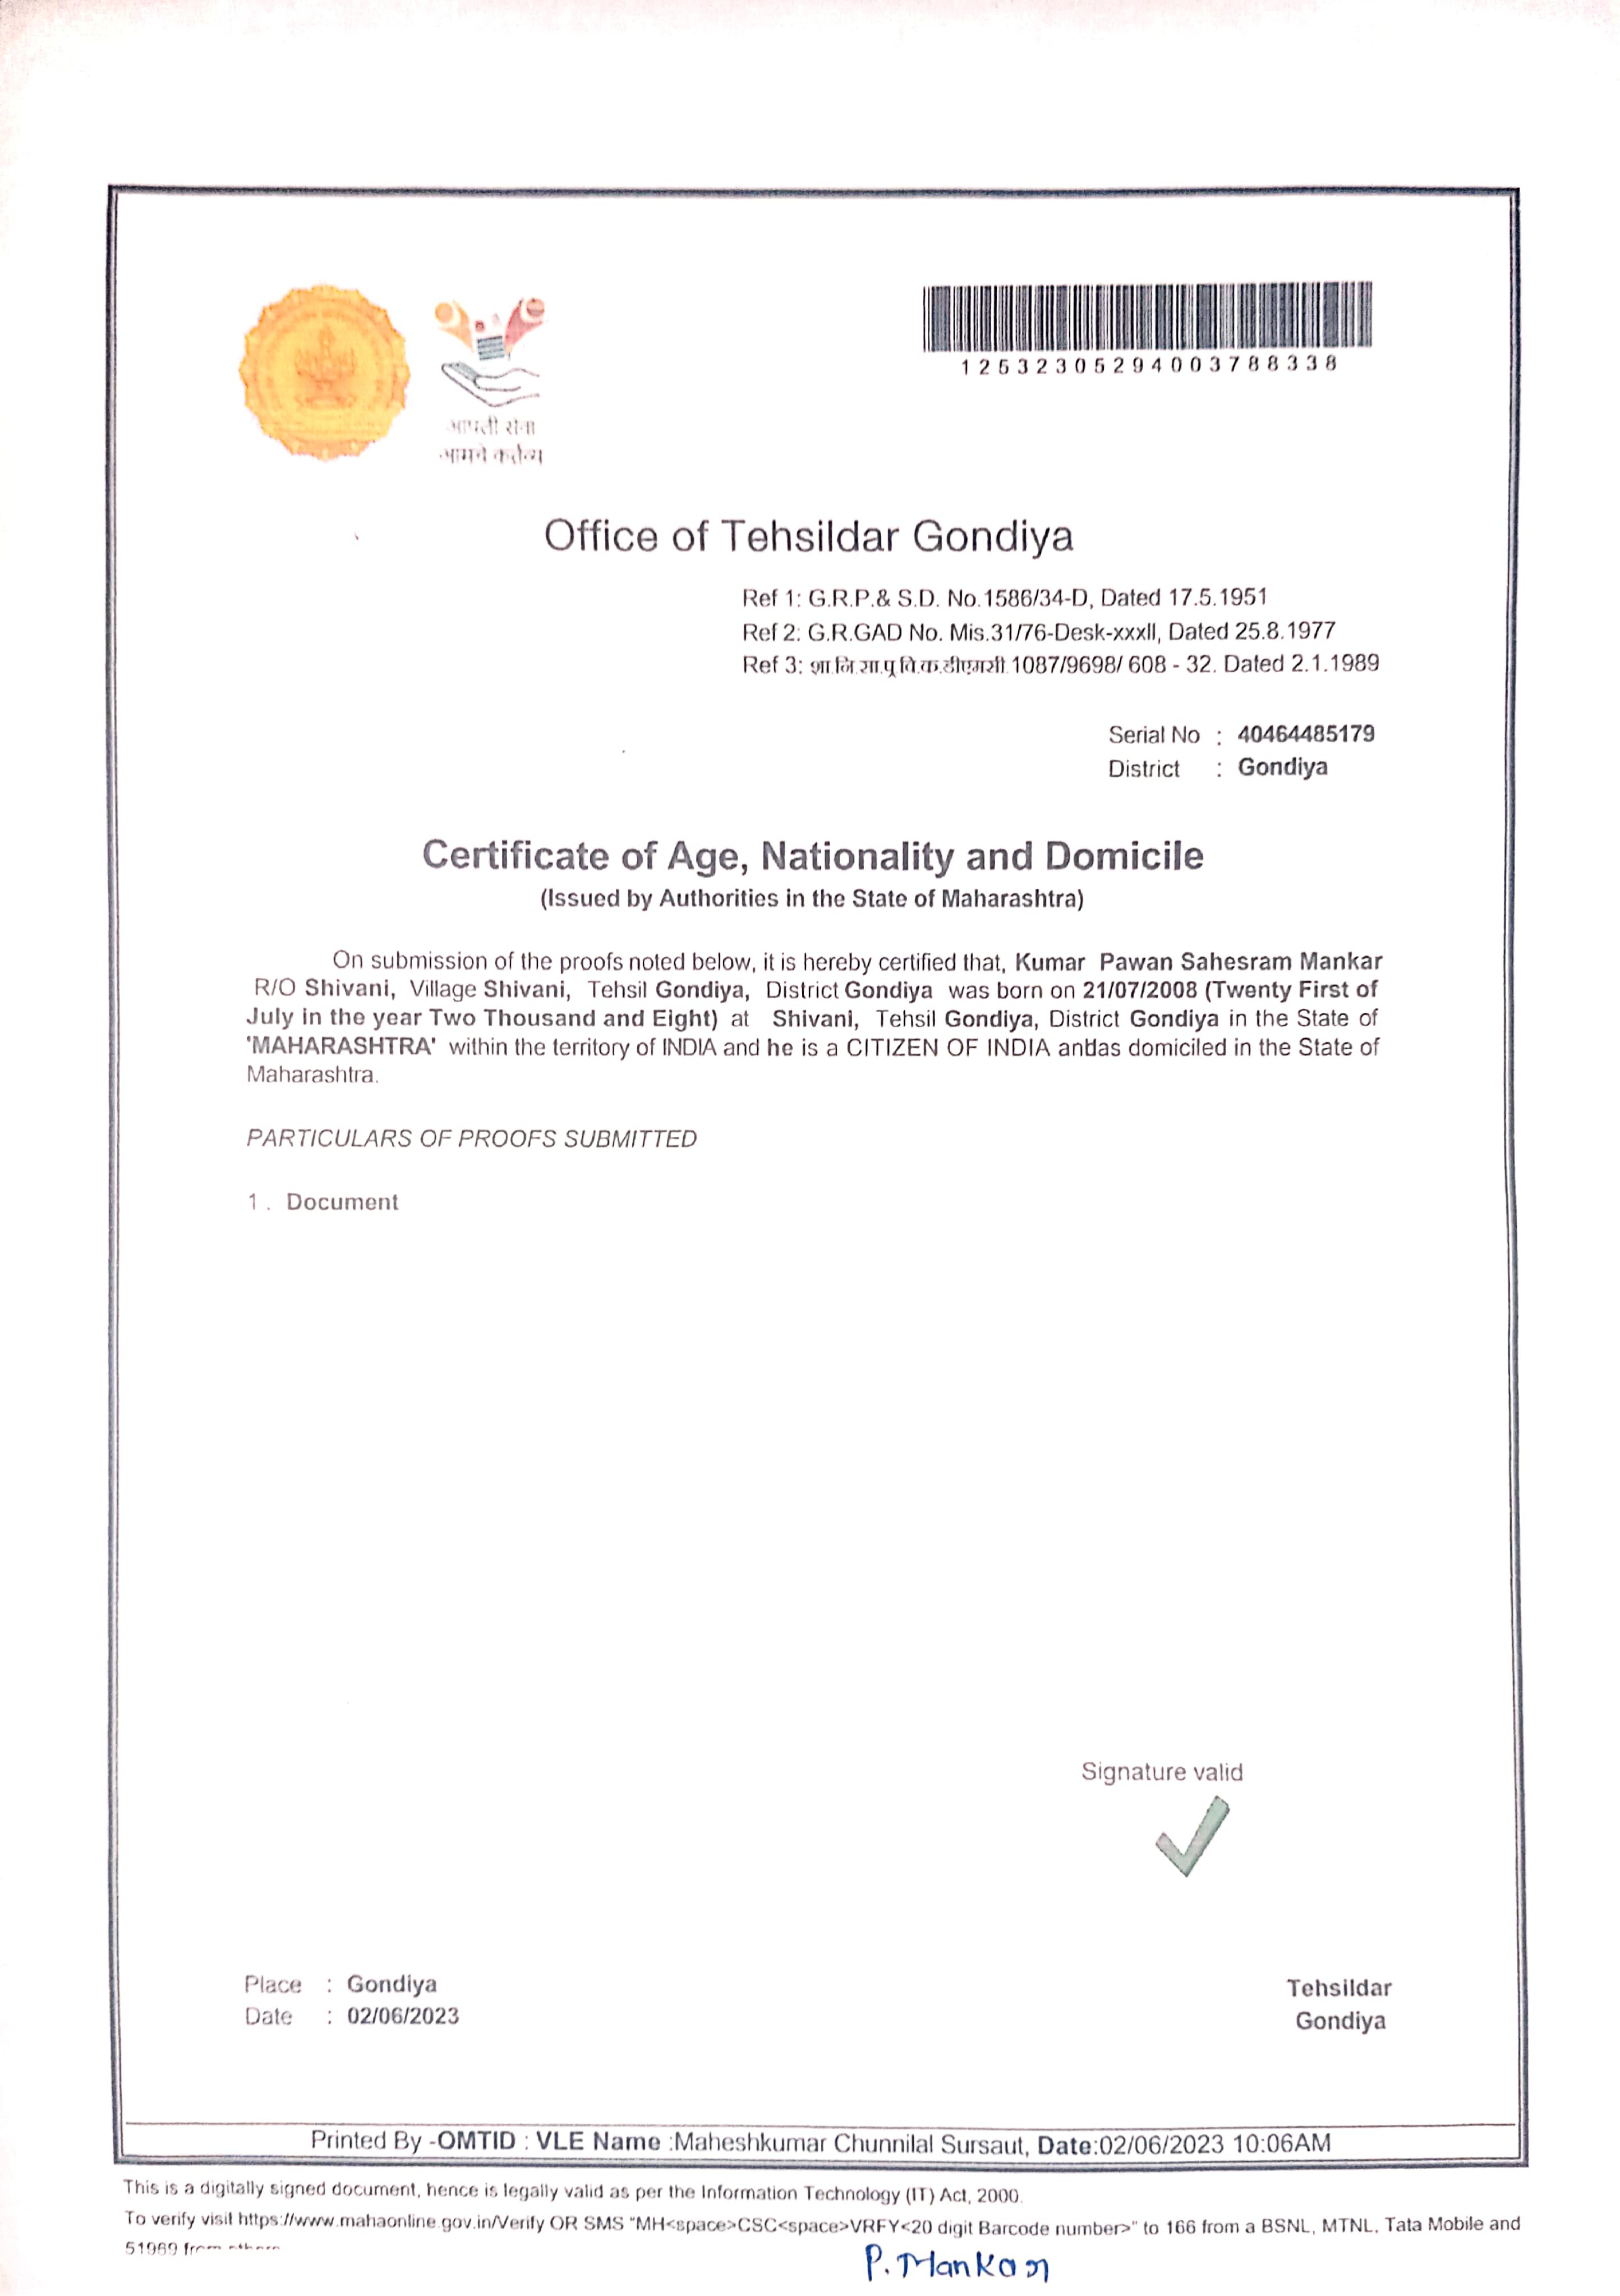 आपली सेवा
आमचे कर्तव्य
12532305294003788338
Office of Tehsildar Gondiya
Ref 1: G.R.P.& S.D. No.1586/34-D, Dated 17.5.1951
Ref 2: G.R.GAD No. Mis.31/76-Desk-xxxII, Dated 25.8.1977
Ref 3: शा.नि.सा.प्र.वि.क.डीएमसी 1087/9698/ 608 - 32. Dated 2.1.1989
Serial No : 40464485179
District : Gondiya
Certificate of Age, Nationality and Domicile
(Issued by Authorities in the State of Maharashtra)
On submission of the proofs noted below, it is hereby certified that, Kumar Pawan Sahesram Mankar
R/O Shivani, Village Shivani, Tehsil Gondiya, District Gondiya was born on 21/07/2008 (Twenty First of
July in the year Two Thousand and Eight) at Shivani, Tehsil Gondiya, District Gondiya in the State of
'MAHARASHTRA' within the territory of INDIA and he is a CITIZEN OF INDIA and as domiciled in the State of
Maharashtra.
PARTICULARS OF PROOFS SUBMITTED
1 . Document
Signature valid
Place : Gondiya
Date : 02/06/2023
Tehsildar
Gondiya
Printed By -OMTID : VLE Name :Maheshkumar Chunnilal Sursaut, Date:02/06/2023 10:06AM
This is a digitally signed document, hence is legally valid as per the Information Technology (IT) Act, 2000.
To verify visit https://www.mahaonline.gov.in/Verify OR SMS "MH<space>CSC<space>VRFY<20 digit Barcode number>" to 166 from a BSNL, MTNL, Tata Mobile and
51969 from
P. Mankar